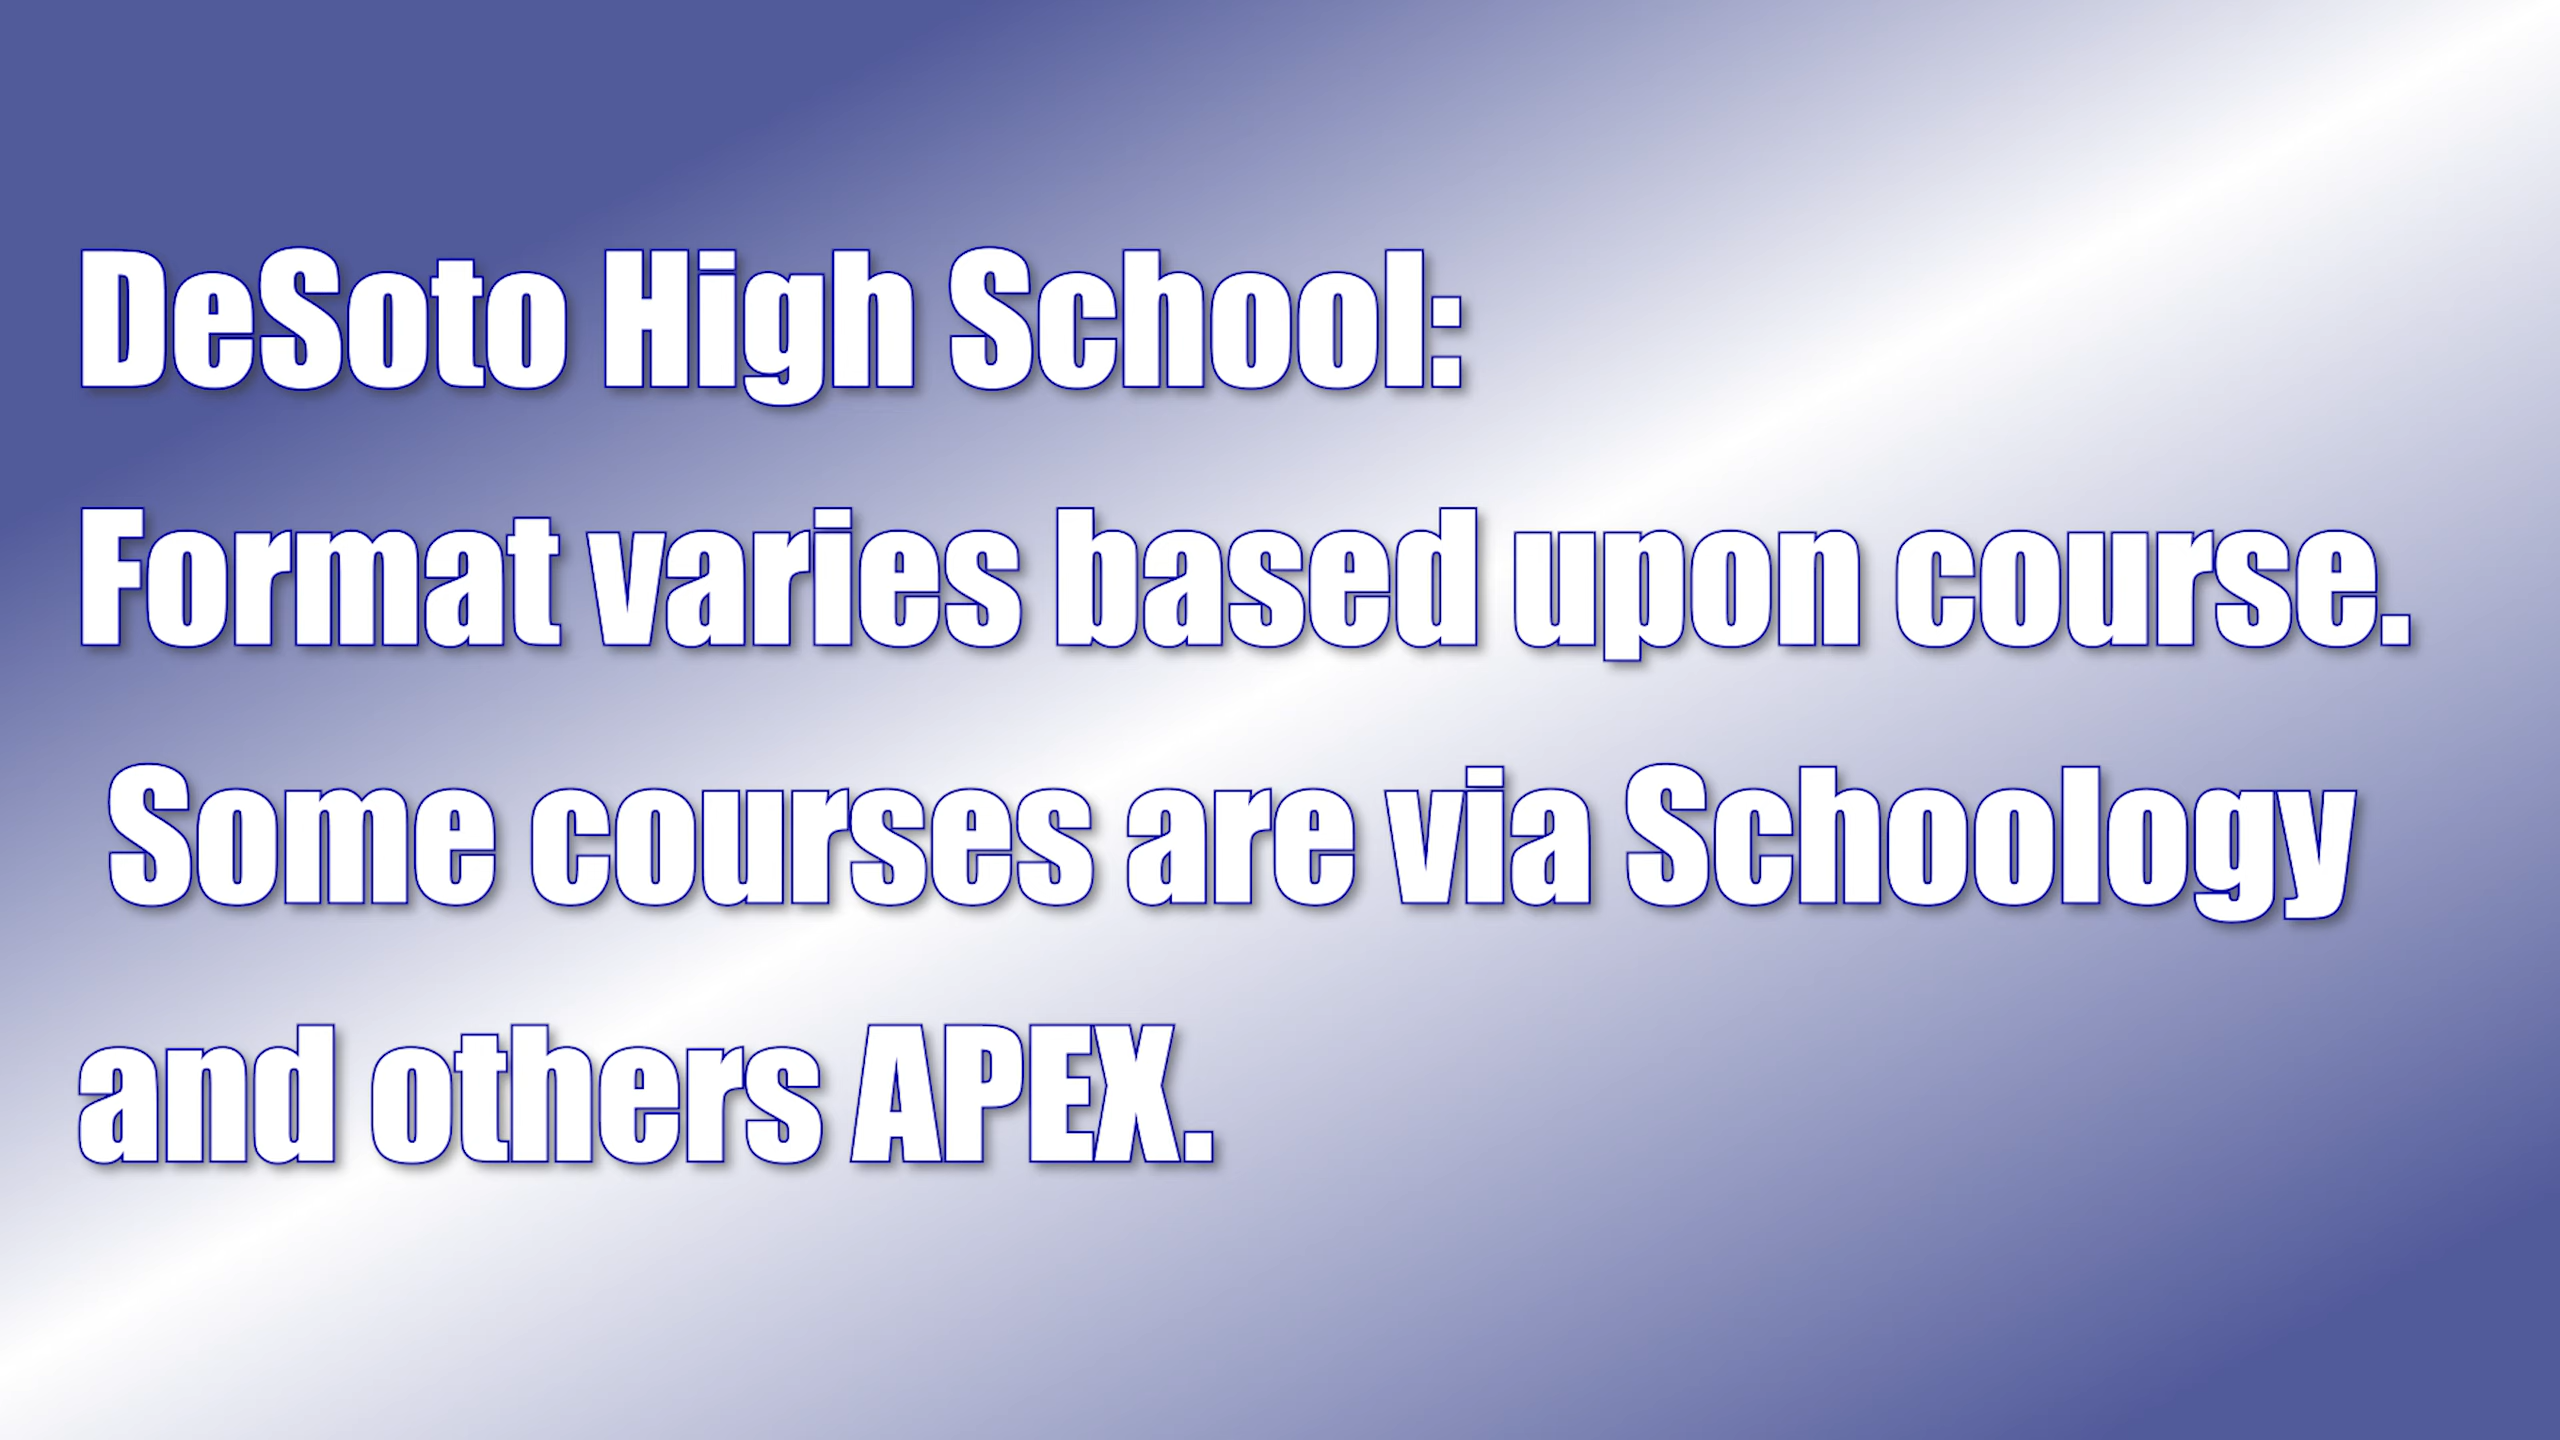 DeSoto High School:
Format varies based upon course.
Some courses are via Schoology
and others APEX.